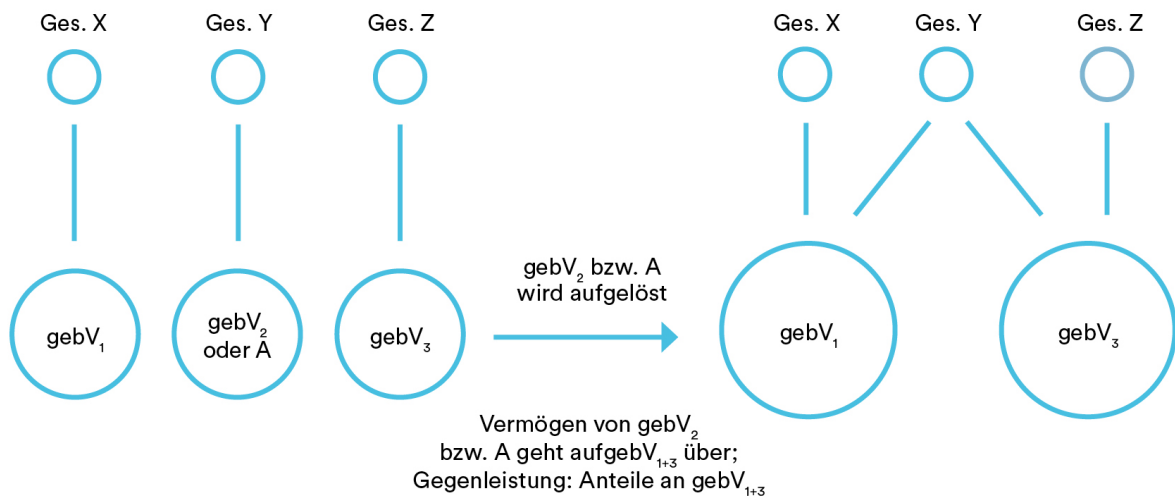 Ges. X
Ges. Y
Ges. Z
Ges. X
Ges. Y
Ges. Z
gebV₁
gebV₂
oder A
gebV₃
gebV₂ bzw. A
wird aufgelöst
gebV₁
gebV₃
Vermögen von gebV₂
bzw. A geht aufgebV₁₊₃ über;
Gegenleistung: Anteile an gebV₁₊₃